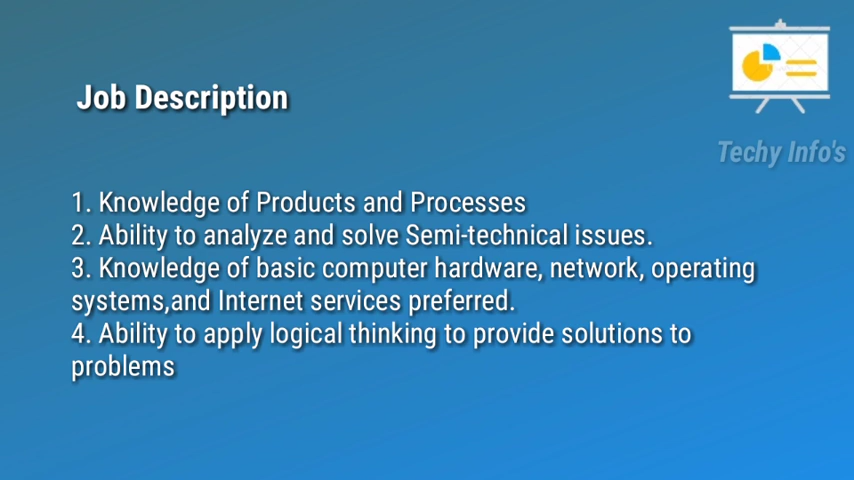 Job Description
Techy Info's
1. Knowledge of Products and Processes
2. Ability to analyze and solve Semi-technical issues.
3. Knowledge of basic computer hardware, network, operating
systems,and Internet services preferred.
4. Ability to apply logical thinking to provide solutions to
problems